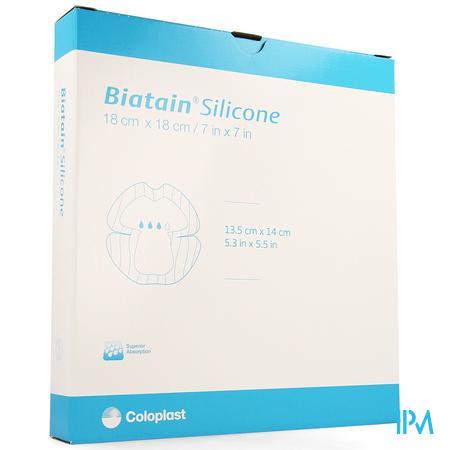 Biatain® Silicone
18 cm x 18 cm / 7 in x 7 in
13.5 cm x 14 cm
5.3 in x 5.5 in
Superior
Absorption
Coloplast
Biatain® Silicone
IPM